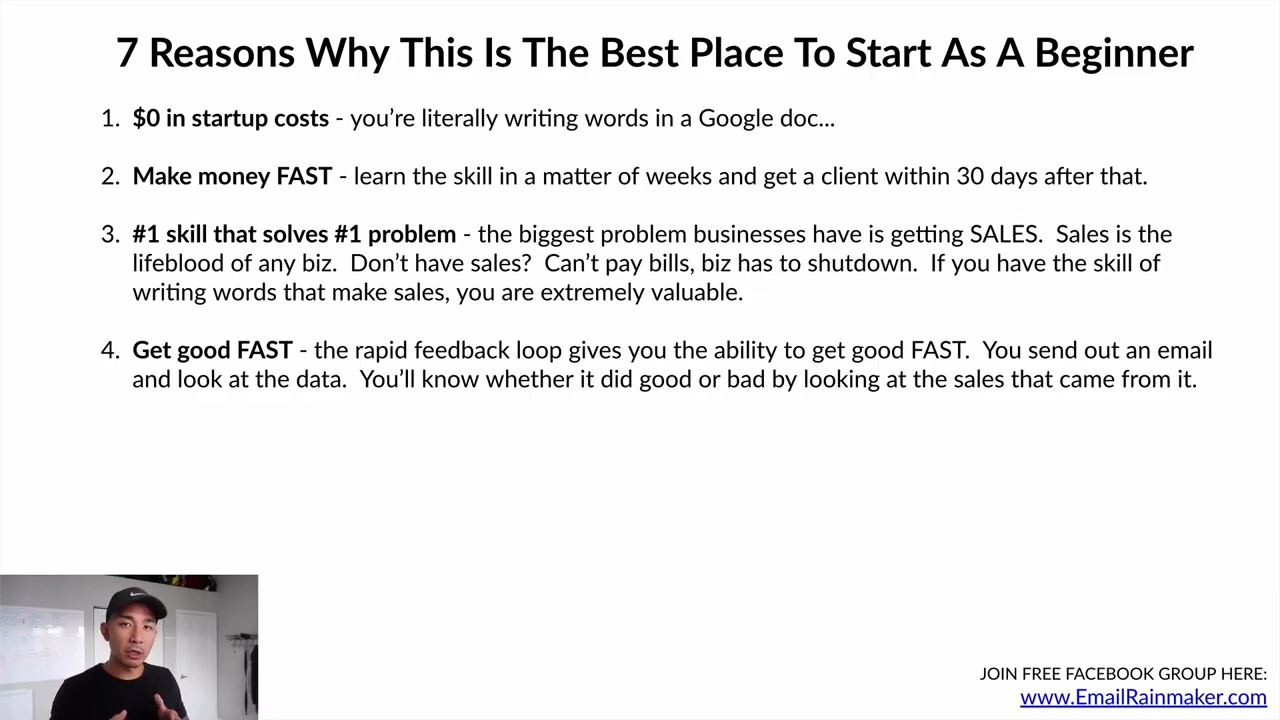 7 Reasons Why This Is The Best Place To Start As A Beginner
1. $0 in startup costs - you’re literally writing words in a Google doc...
2. Make money FAST - learn the skill in a matter of weeks and get a client within 30 days after that.
3. #1 skill that solves #1 problem - the biggest problem businesses have is getting SALES.  Sales is the
lifeblood of any biz.  Don’t have sales?  Can’t pay bills, biz has to shutdown.  If you have the skill of
writing words that make sales, you are extremely valuable.
4. Get good FAST - the rapid feedback loop gives you the ability to get good FAST.  You send out an email
and look at the data.  You’ll know whether it did good or bad by looking at the sales that came from it.
JOIN FREE FACEBOOK GROUP HERE:
www.EmailRainmaker.com